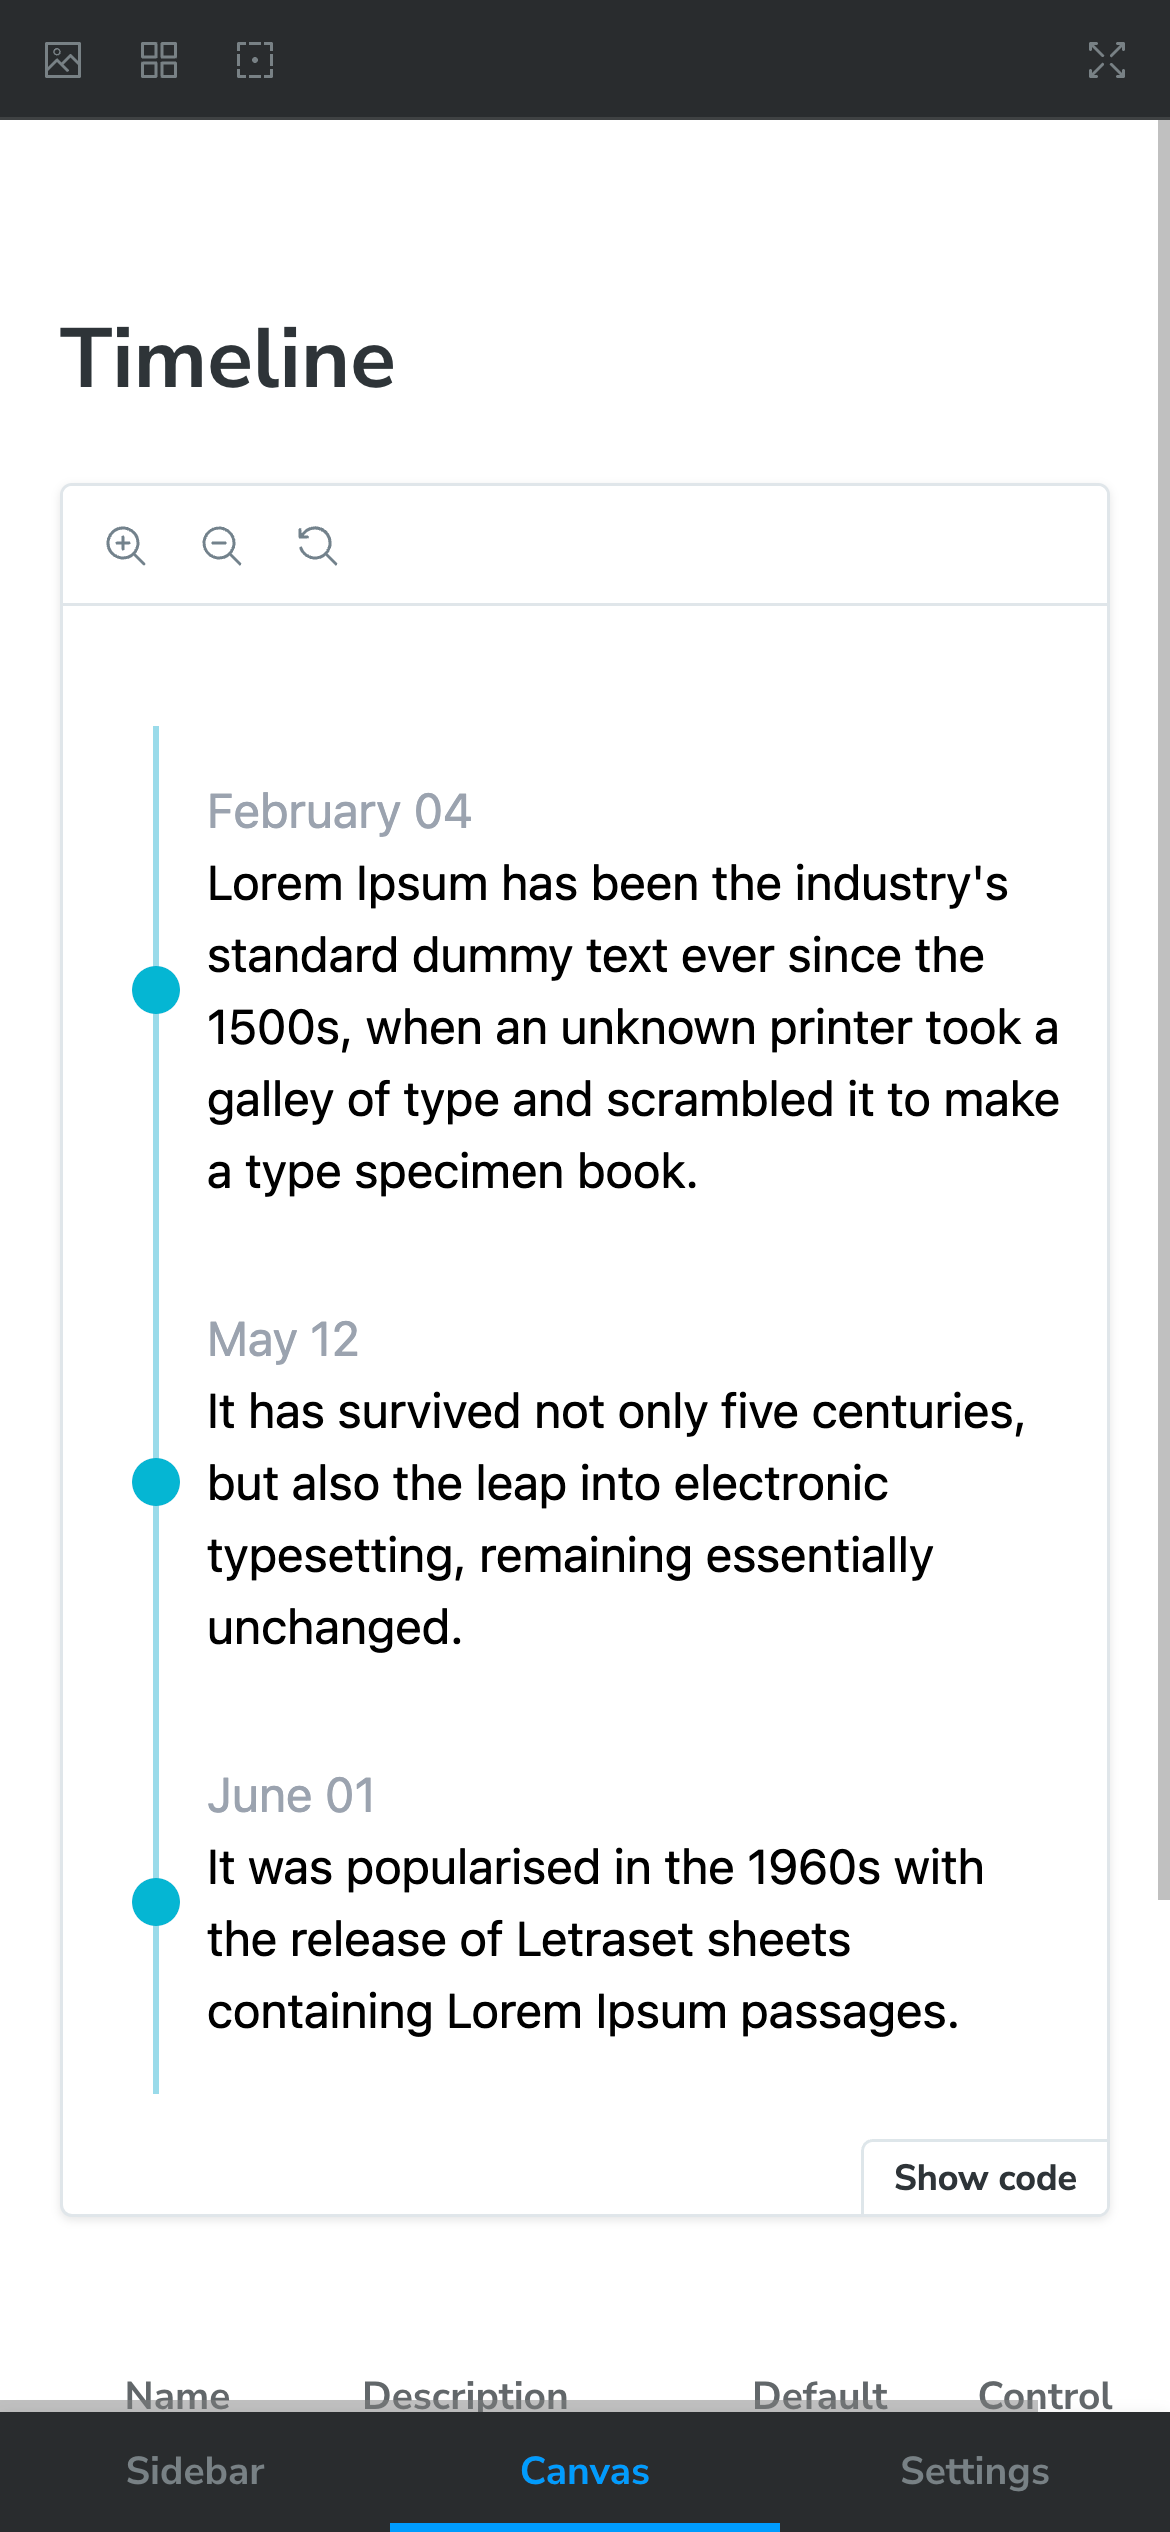 Timeline
February 04
Lorem Ipsum has been the industry's
standard dummy text ever since the
1500s, when an unknown printer took a
galley of type and scrambled it to make
a type specimen book.
May 12
It has survived not only five centuries,
but also the leap into electronic
typesetting, remaining essentially
unchanged.
June 01
It was popularised in the 1960s with
the release of Letraset sheets
containing Lorem Ipsum passages.
Show code
Name Description Default Control
Sidebar Canvas Settings